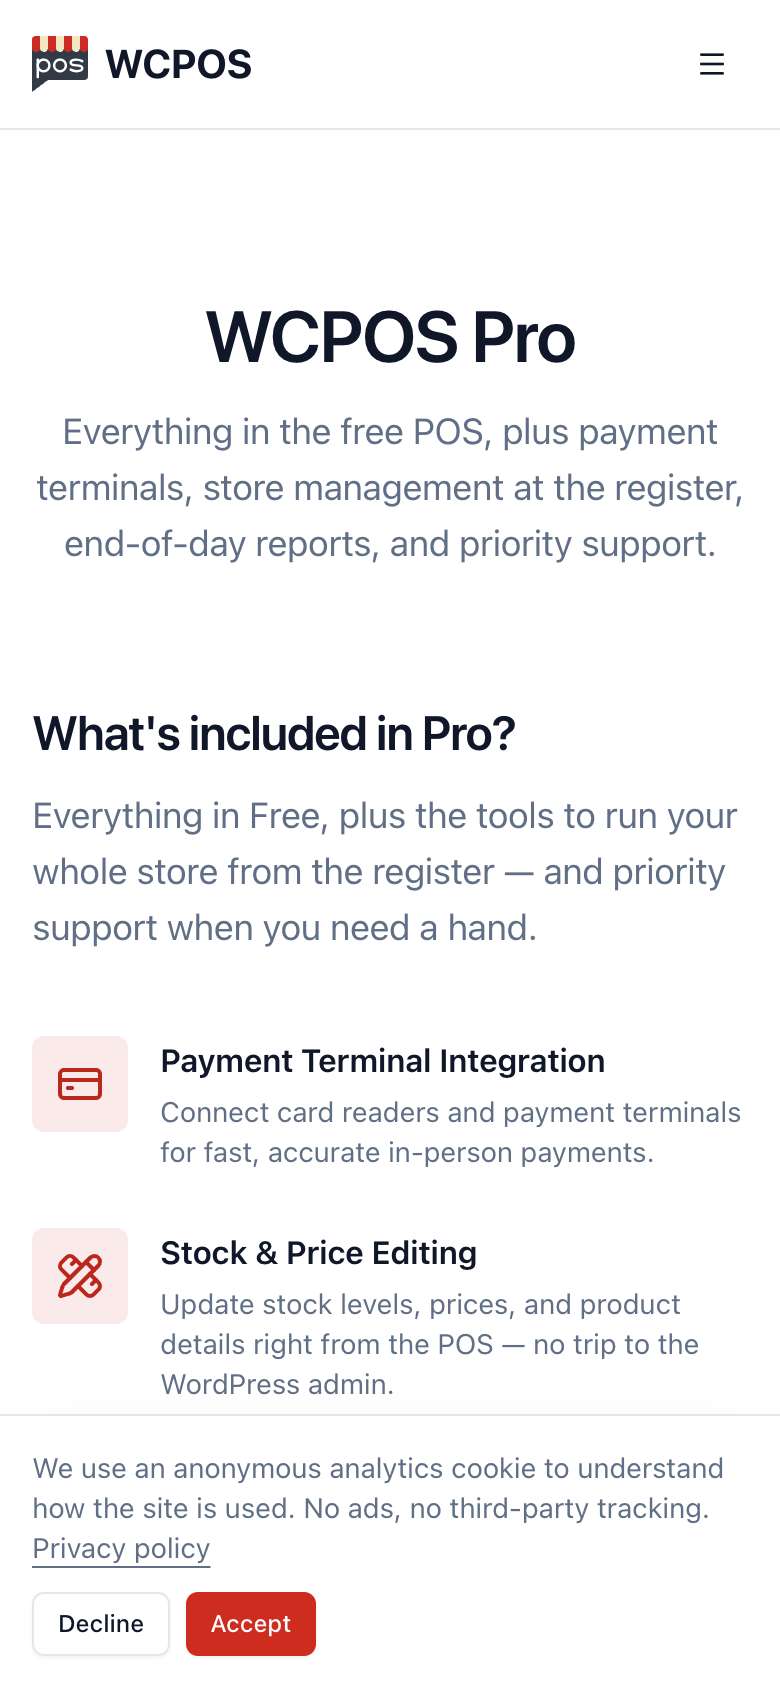 pos WCPOS
WCPOS Pro
Everything in the free POS, plus payment
terminals, store management at the register,
end-of-day reports, and priority support.
What's included in Pro?
Everything in Free, plus the tools to run your
whole store from the register — and priority
support when you need a hand.
Payment Terminal Integration
Connect card readers and payment terminals
for fast, accurate in-person payments.
Stock & Price Editing
Update stock levels, prices, and product
details right from the POS — no trip to the
WordPress admin.
We use an anonymous analytics cookie to understand
how the site is used. No ads, no third-party tracking.
Privacy policy
Decline Accept